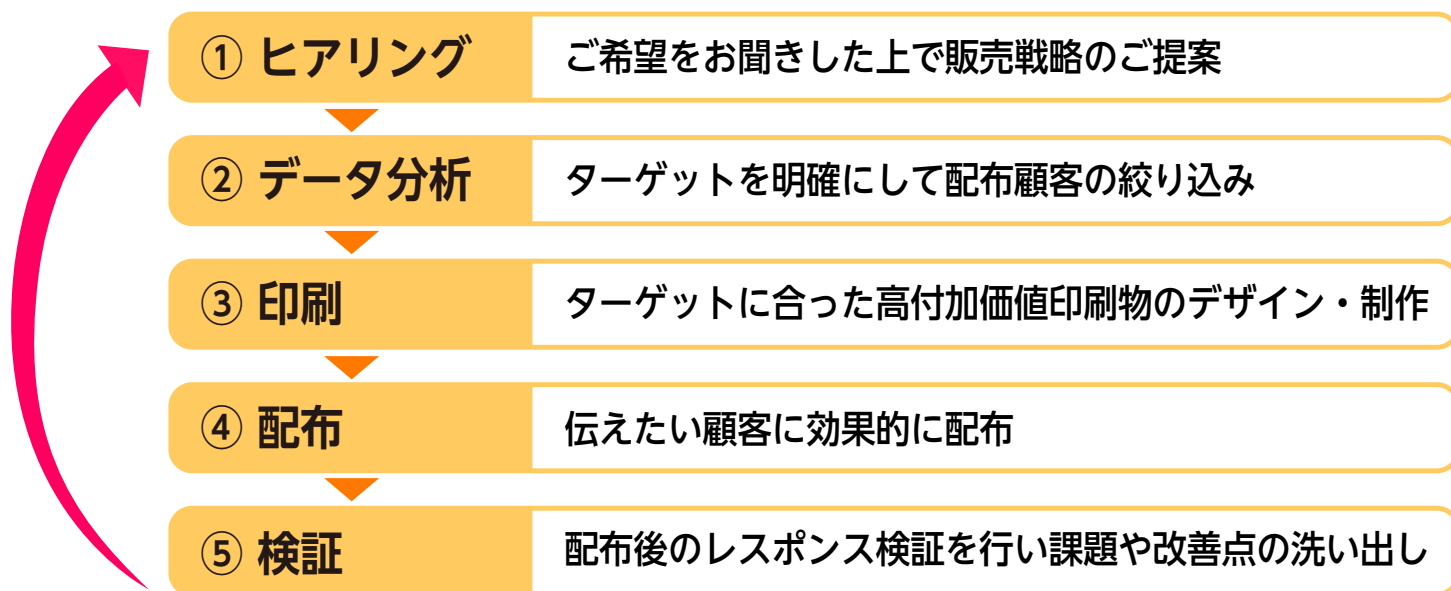 ① ヒアリング
ご希望をお聞きした上で販売戦略のご提案
② データ分析
ターゲットを明確にして配布顧客の絞り込み
③ 印刷
ターゲットに合った高付加価値印刷物のデザイン・制作
④ 配布
伝えたい顧客に効果的に配布
⑤ 検証
配布後のレスポンス検証を行い課題や改善点の洗い出し